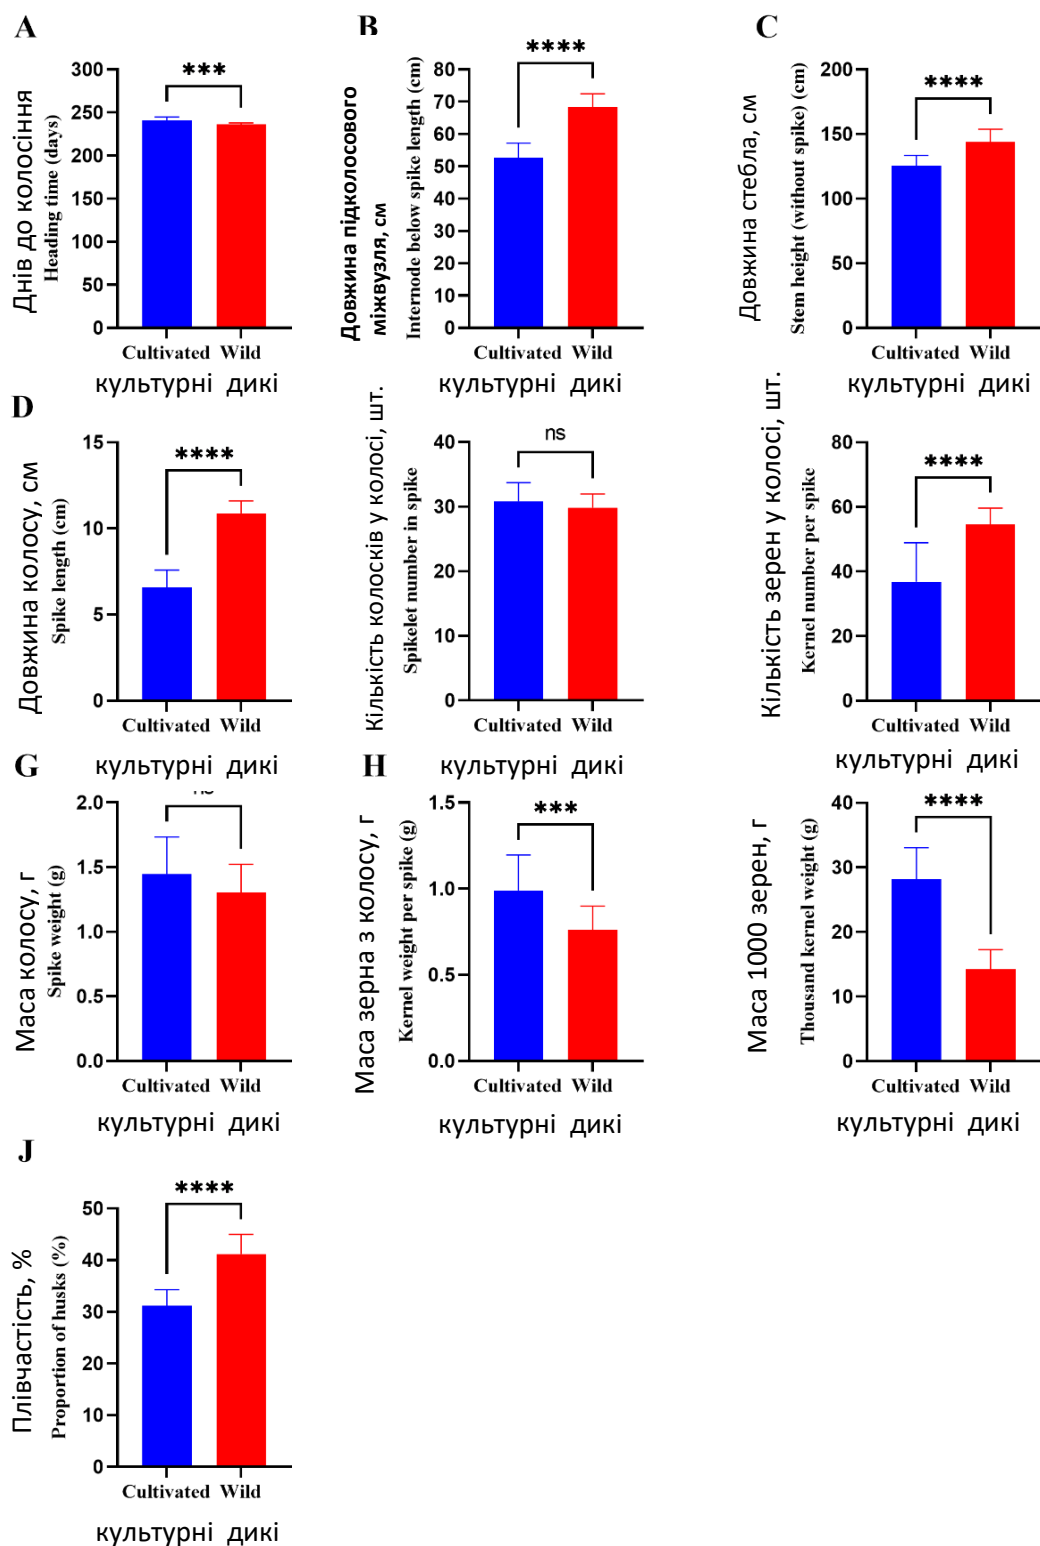 A
Днів до колосіння
Heading time (days)
300
250
200
150
100
50
0
***
Cultivated Wild
культурні дикі
B
Довжина підколосового
міжвузля, см
Internode below spike length (cm)
80
70
60
50
40
30
20
10
0
****
Cultivated Wild
культурні дикі
C
Довжина стебла, см
Stem height (without spike) (cm)
200
150
100
50
0
****
Cultivated Wild
культурні дикі
D
Довжина колосу, см
Spike length (cm)
15
10
5
0
****
Cultivated Wild
культурні дикі
Кількість колосків у колосі, шт.
Spikelet number in spike
40
30
20
10
0
ns
Cultivated Wild
культурні дикі
Кількість зерен у колосі, шт.
Kernel number per spike
80
60
40
20
0
****
Cultivated Wild
культурні дикі
G
Маса колосу, г
Spike weight (g)
2.0
1.5
1.0
0.5
0.0
ns
Cultivated Wild
культурні дикі
H
Маса зерна з колосу, г
Kernel weight per spike (g)
1.5
1.0
0.5
0.0
***
Cultivated Wild
культурні дикі
Маса 1000 зерен, г
Thousand kernel weight (g)
40
30
20
10
0
****
Cultivated Wild
культурні дикі
J
Плівчастість, %
Proportion of husks (%)
50
40
30
20
10
0
****
Cultivated Wild
культурні дикі